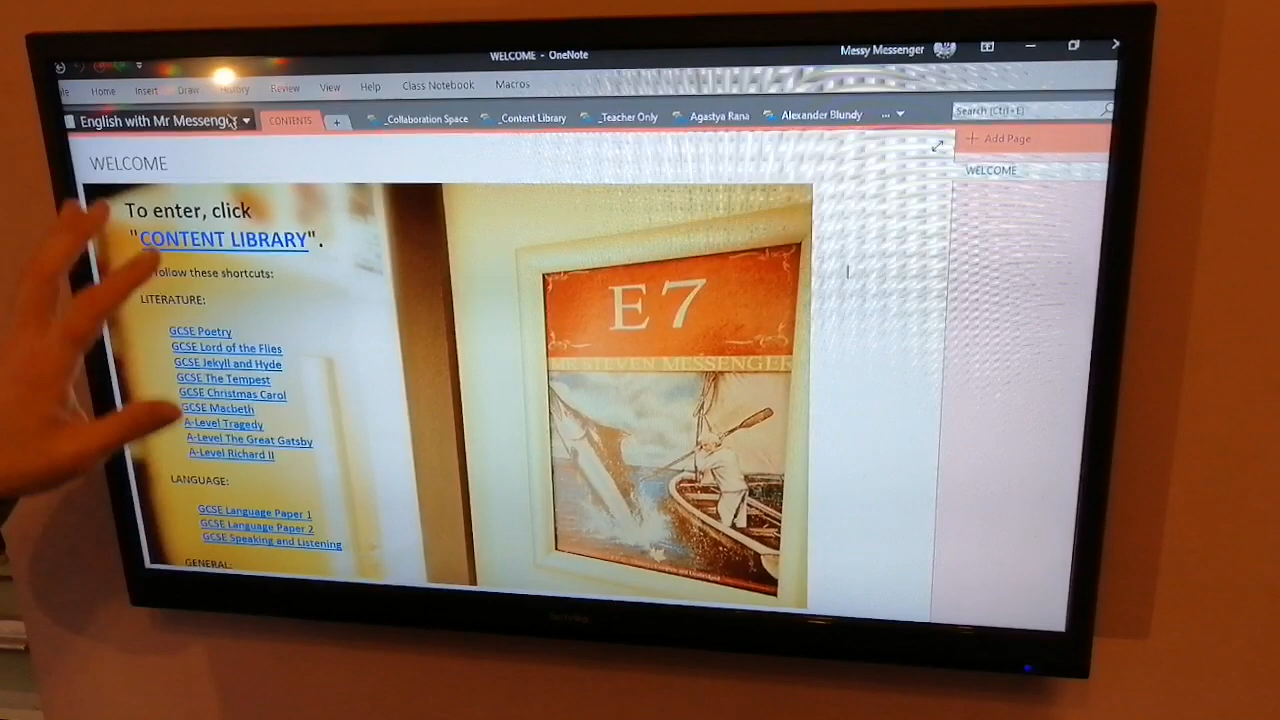 WELCOME - OneNote
Messy Messenger
Home Insert Draw History Review View Help Class Notebook Macros
English with Mr Messenger
CONTENTS
_Collaboration Space
_Content Library
_Teacher Only
Agastya Rana
Alexander Blundy
...
Search (Ctrl+E)
WELCOME
Add Page
WELCOME
To enter, click
"CONTENT LIBRARY".
follow these shortcuts:
LITERATURE:
GCSE Poetry
GCSE Lord of the Flies
GCSE Jekyll and Hyde
GCSE The Tempest
GCSE Christmas Carol
GCSE Macbeth
A-Level Tragedy
A-Level The Great Gatsby
A-Level Richard II
LANGUAGE:
GCSE Language Paper 1
GCSE Language Paper 2
GCSE Speaking and Listening
GENERAL:
E7
MR STEVEN MESSENGER